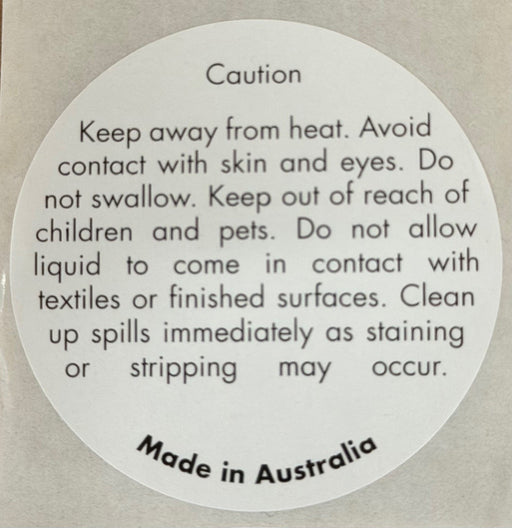 Caution
Keep away from heat. Avoid
contact with skin and eyes. Do
not swallow. Keep out of reach of
children and pets. Do not allow
liquid to come in contact with
textiles or finished surfaces. Clean
up spills immediately as staining
or stripping may occur.
Made in Australia